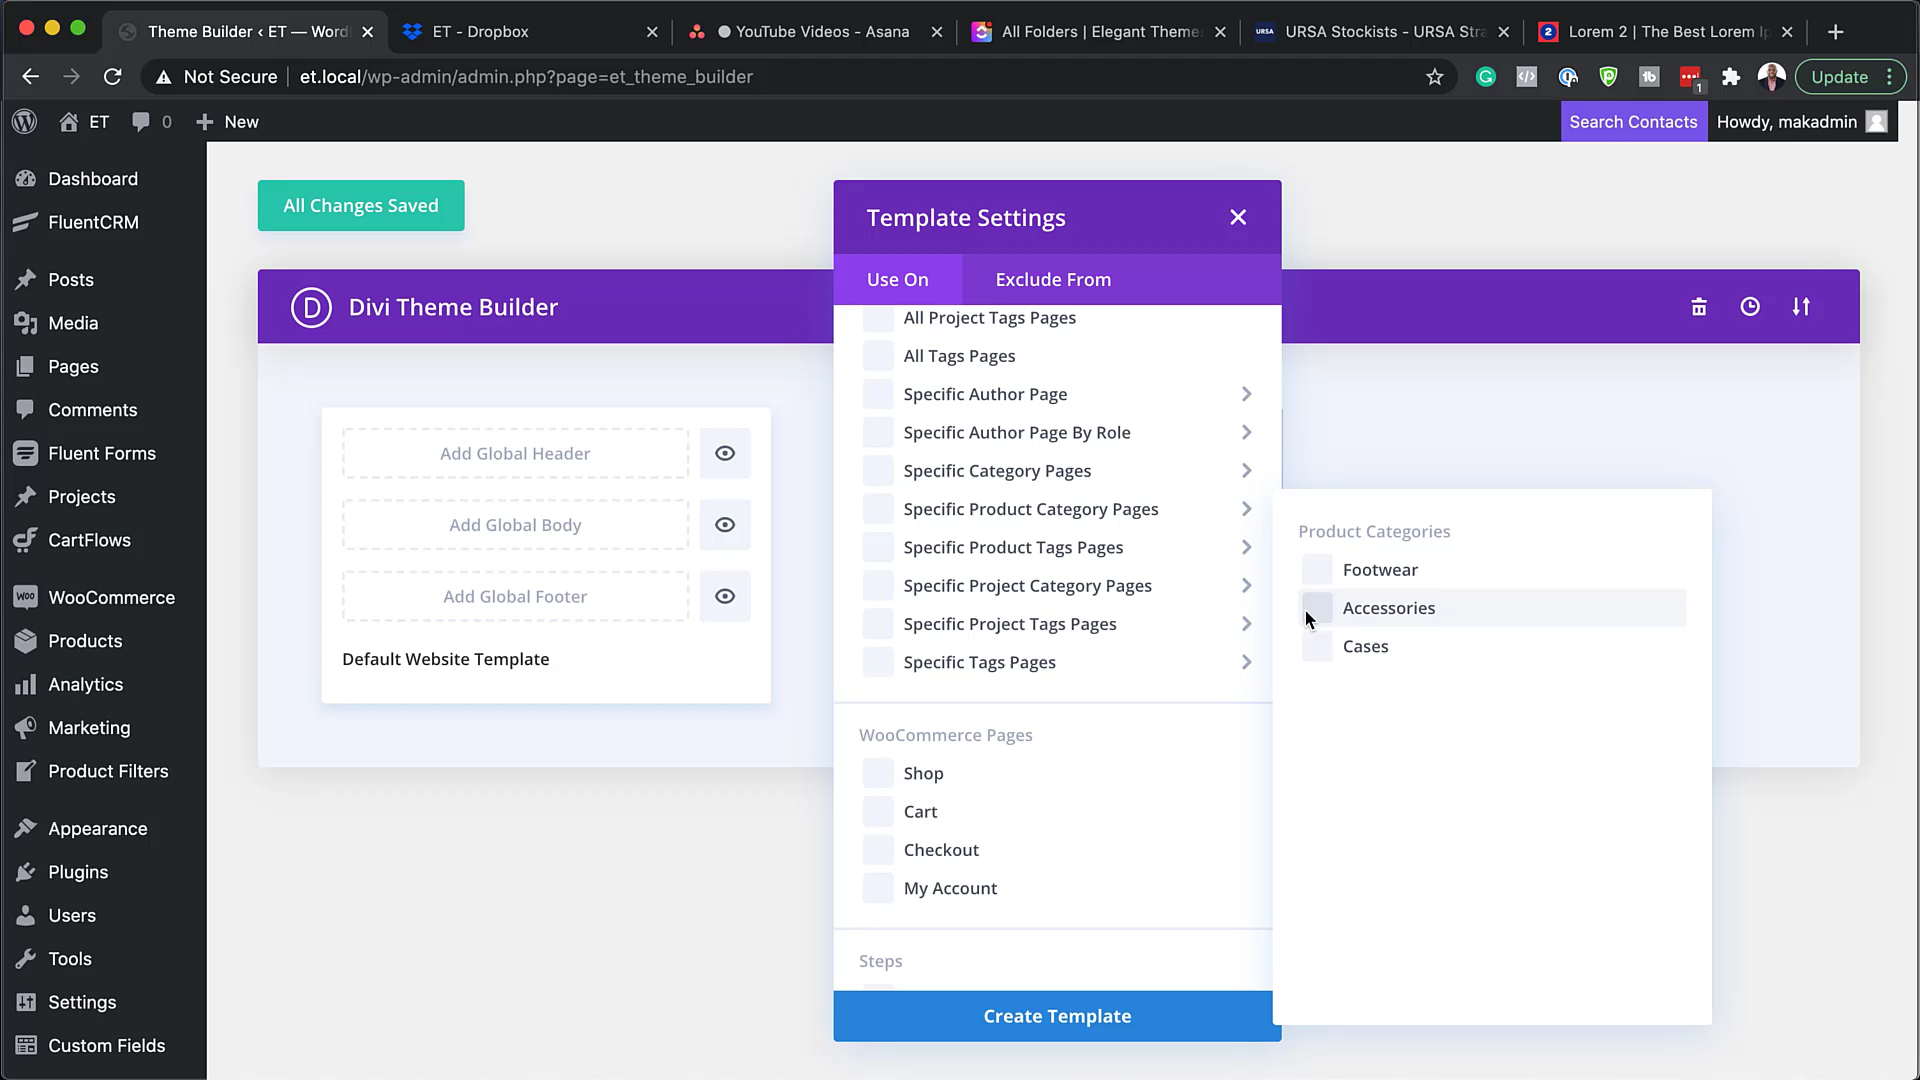 Theme Builder ‹ ET — Word
ET - Dropbox
YouTube Videos - Asana
All Folders | Elegant Theme
URSA Stockists - URSA Stra
Lorem 2 | The Best Lorem Ip
Not Secure
et.local/wp-admin/admin.php?page=et_theme_builder
1
Update
ET
0
New
Search Contacts
Howdy, makadmin
Dashboard
FluentCRM
Posts
Media
Pages
Comments
Fluent Forms
Projects
CartFlows
WooCommerce
Products
Analytics
Marketing
Product Filters
Appearance
Plugins
Users
Tools
Settings
Custom Fields
All Changes Saved
D Divi Theme Builder
Add Global Header
Add Global Body
Add Global Footer
Default Website Template
Template Settings
Use On
Exclude From
All Project Tags Pages
All Tags Pages
Specific Author Page
Specific Author Page By Role
Specific Category Pages
Specific Product Category Pages
Specific Product Tags Pages
Specific Project Category Pages
Specific Project Tags Pages
Specific Tags Pages
WooCommerce Pages
Shop
Cart
Checkout
My Account
Steps
Create Template
Product Categories
Footwear
Accessories
Cases